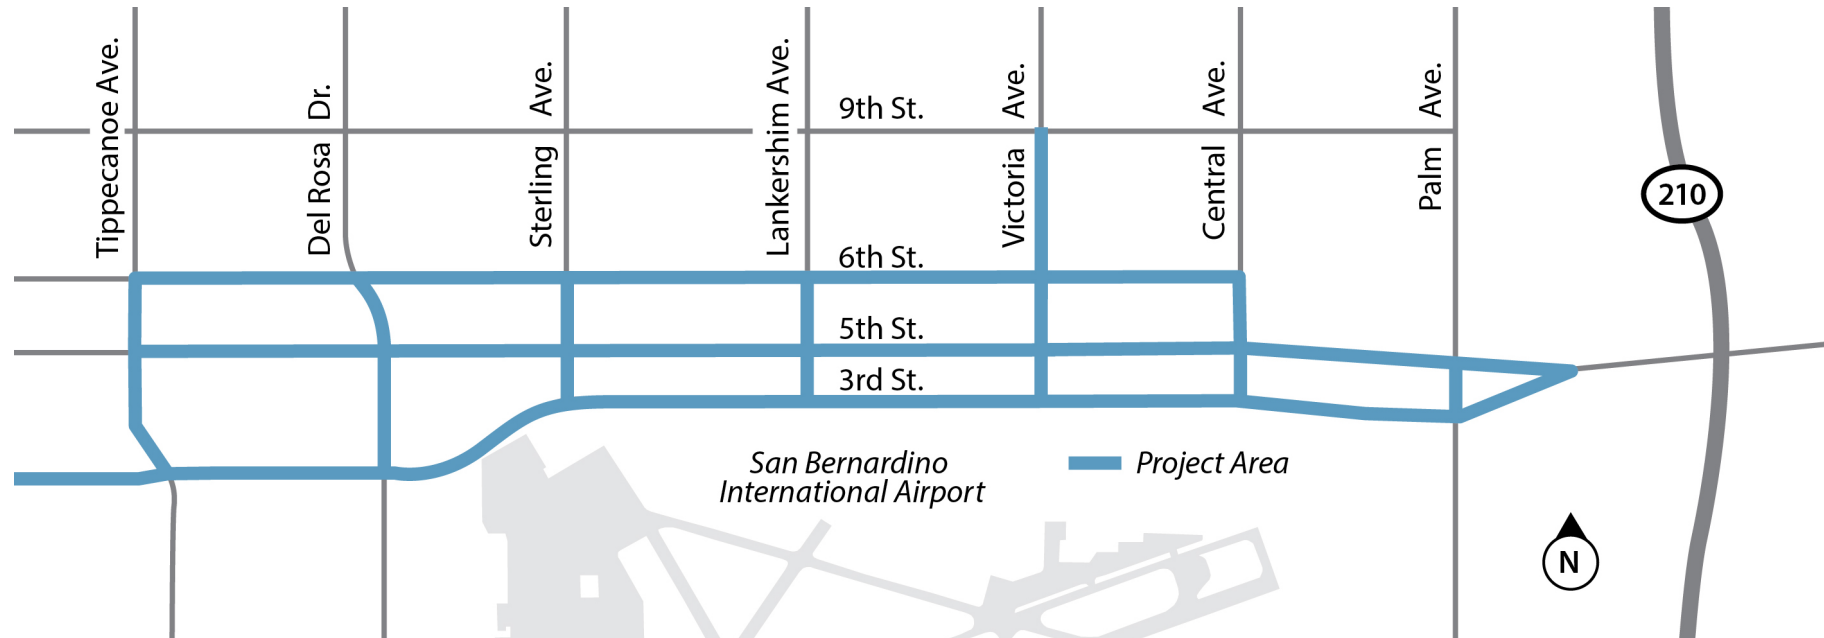 Tippecanoe Ave.
Del Rosa Dr.
Sterling Ave.
Lankershim Ave.
9th St.
Victoria Ave.
Central Ave.
Palm Ave.
210
6th St.
5th St.
3rd St.
San Bernardino
International Airport
Project Area
N